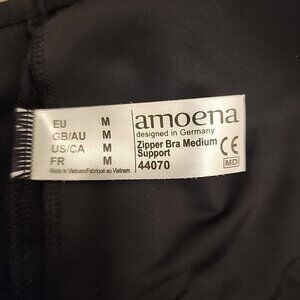 EU M
GB/AU M
US/CA M
FR M
Made in Vietnam/Fabriqué au Vietnam
amoena
designed in Germany
Zipper Bra Medium
Support
44070
CE
MD